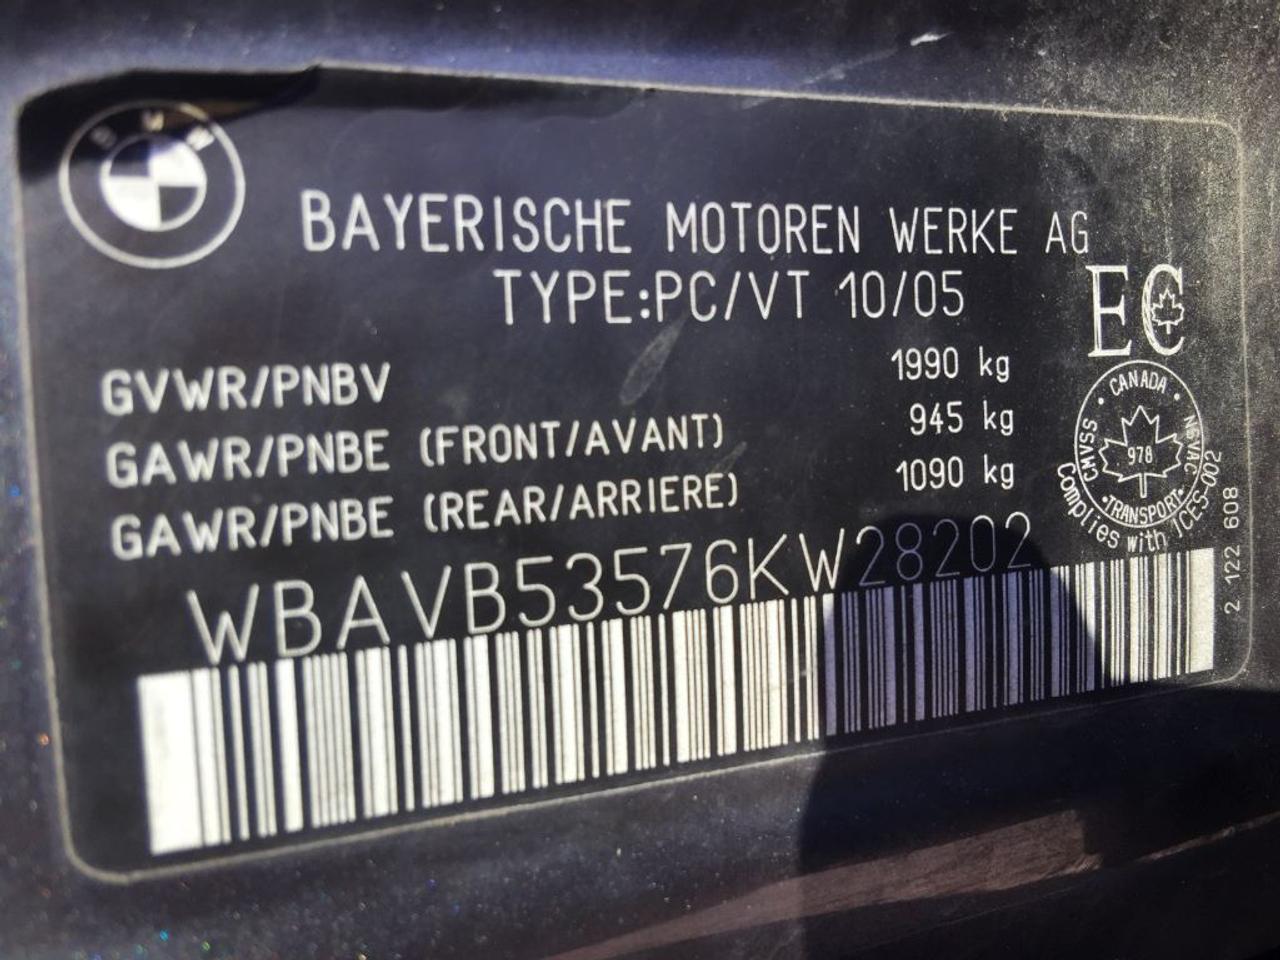 BMW
BAYERISCHE MOTOREN WERKE AG
TYPE:PC/VT 10/05
EC
GVWR/PNBV 1990 kg
GAWR/PNBE (FRONT/AVANT) 945 kg
GAWR/PNBE (REAR/ARRIERE) 1090 kg
CANADA
CMVSS
NSVAC
978
TRANSPORT
Complies with ICES-002
WBAVB53576KW28202
2 122 608